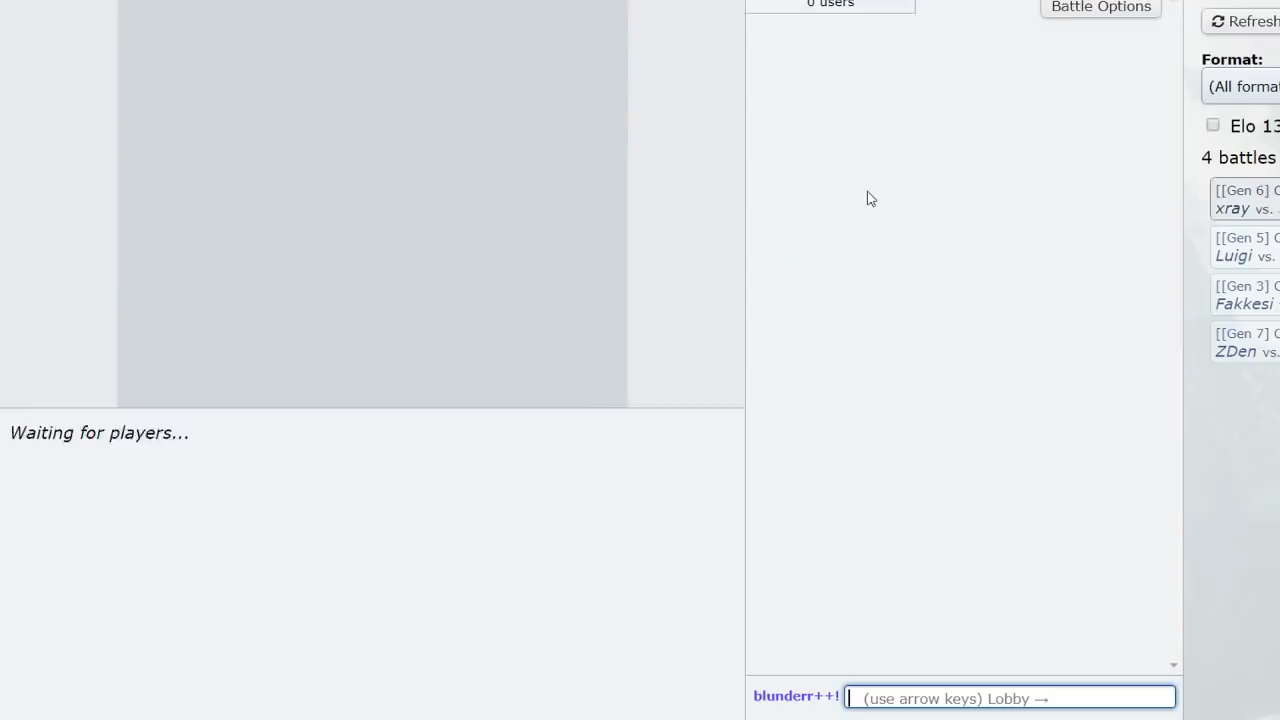 0 users
Battle Options
Refresh
Format:
(All format
Elo 13
4 battles
[[Gen 6] C
xray vs.
[[Gen 5] C
Luigi vs.
[[Gen 3] C
Fakkesi
[[Gen 7] C
ZDen vs.
Waiting for players...
blunderr++!
(use arrow keys) Lobby →